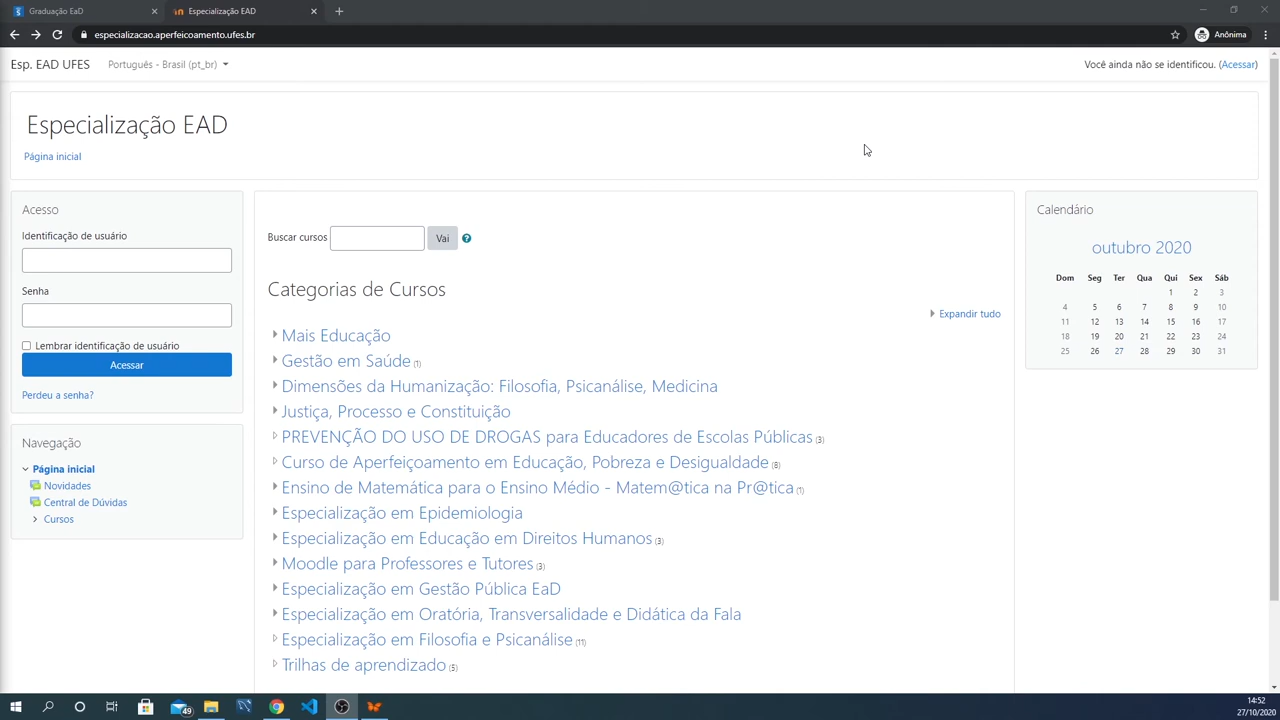 Graduação EaD
Especialização EAD
especializacao.aperfeicoamento.ufes.br
Anônima
Esp. EAD UFES
Português - Brasil (pt_br)
Você ainda não se identificou. (Acessar)
Especialização EAD
Página inicial
Acesso
Identificação de usuário
Senha
Lembrar identificação de usuário
Acessar
Perdeu a senha?
Navegação
Página inicial
Novidades
Central de Dúvidas
Cursos
Buscar cursos
Vai
Categorias de Cursos
Expandir tudo
Mais Educação
Gestão em Saúde (1)
Dimensões da Humanização: Filosofia, Psicanálise, Medicina
Justiça, Processo e Constituição
PREVENÇÃO DO USO DE DROGAS para Educadores de Escolas Públicas (3)
Curso de Aperfeiçoamento em Educação, Pobreza e Desigualdade (8)
Ensino de Matemática para o Ensino Médio - Matem@tica na Pr@tica (1)
Especialização em Epidemiologia
Especialização em Educação em Direitos Humanos (3)
Moodle para Professores e Tutores (3)
Especialização em Gestão Pública EaD
Especialização em Oratória, Transversalidade e Didática da Fala
Especialização em Filosofia e Psicanálise (11)
Trilhas de aprendizado (5)
Calendário
outubro 2020
Dom Seg Ter Qua Qui Sex Sáb
1 2 3
4 5 6 7 8 9 10
11 12 13 14 15 16 17
18 19 20 21 22 23 24
25 26 27 28 29 30 31
49
14:52
27/10/2020